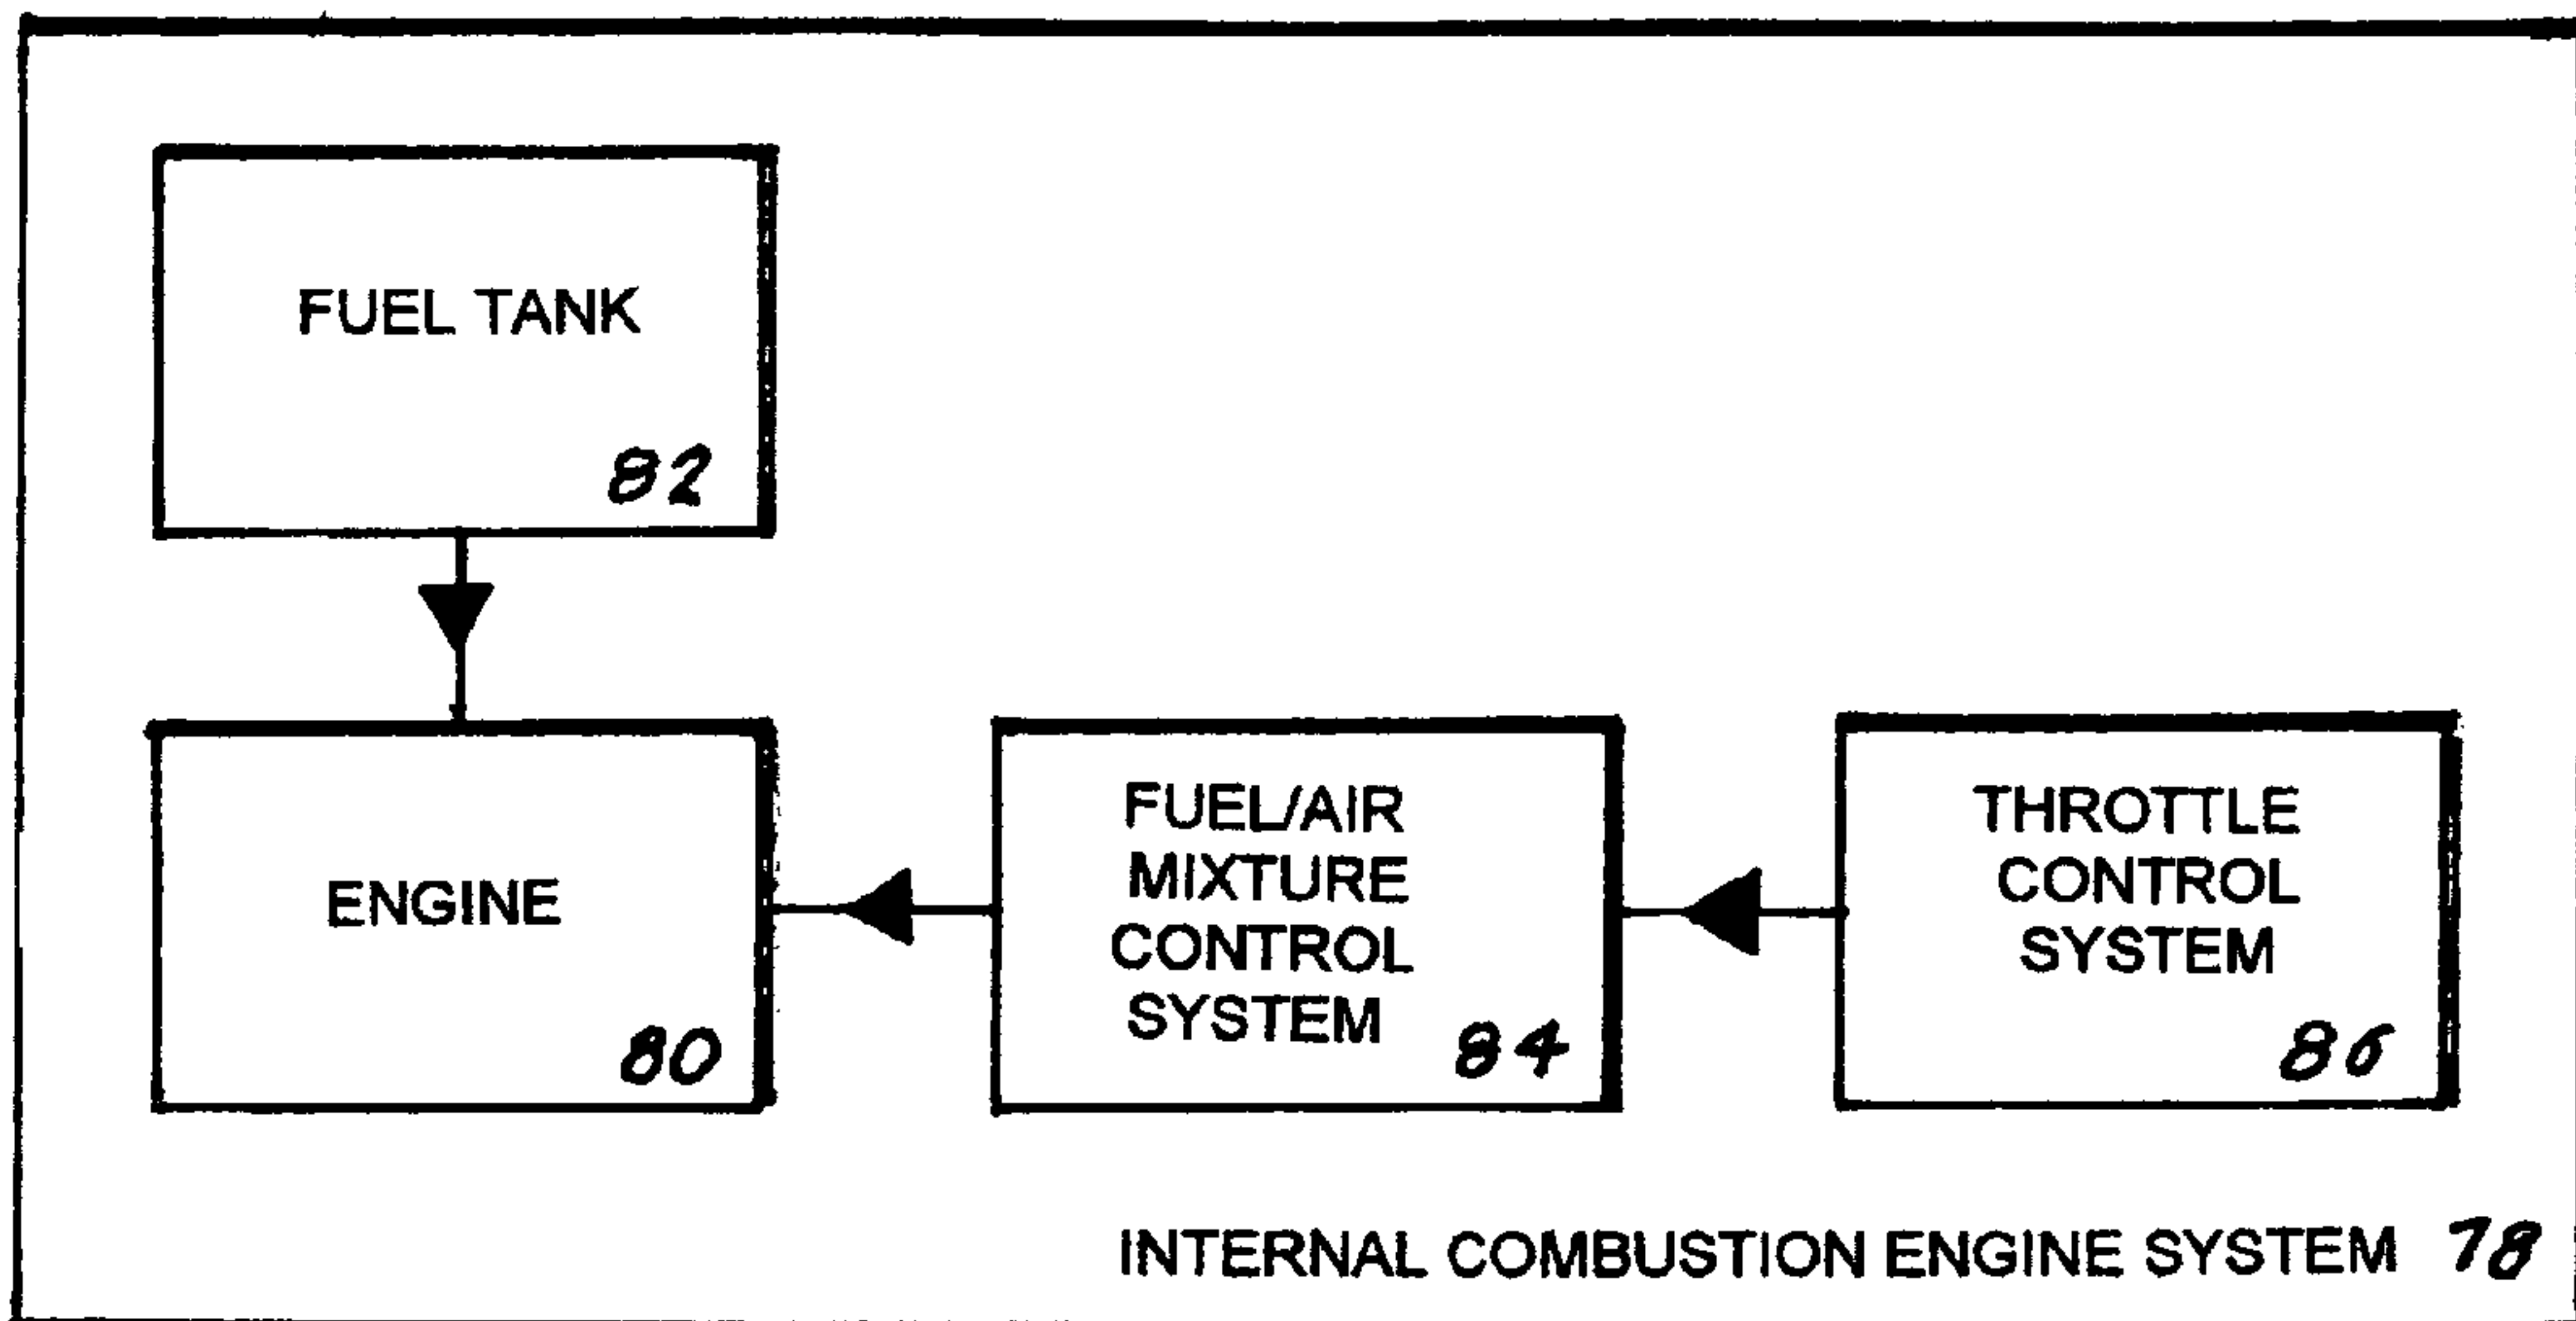 FUEL TANK
82
ENGINE
80
FUEL/AIR
MIXTURE
CONTROL
SYSTEM
84
THROTTLE
CONTROL
SYSTEM
86
INTERNAL COMBUSTION ENGINE SYSTEM 78